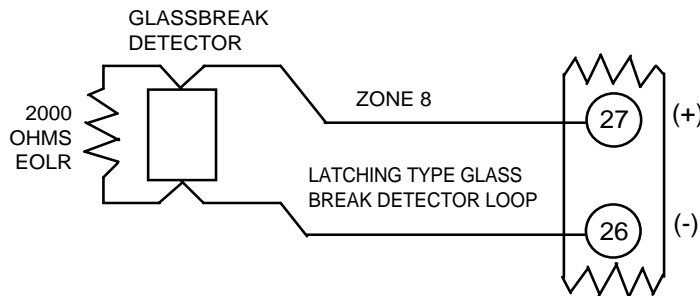 GLASSBREAK
DETECTOR
2000
OHMS
EOLR
ZONE 8
27
(+)
LATCHING TYPE GLASS
BREAK DETECTOR LOOP
26
(-)